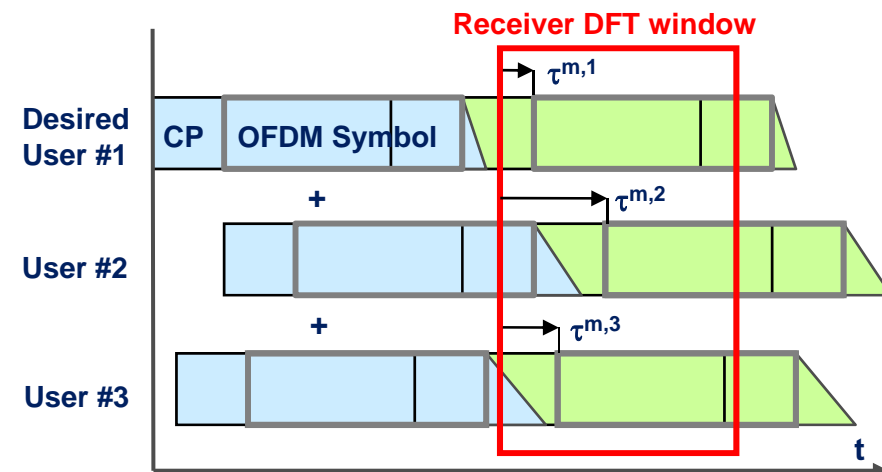 Receiver DFT window
τm,1
Desired
User #1
CP
OFDM Symbol
+
τm,2
User #2
+
τm,3
User #3
t